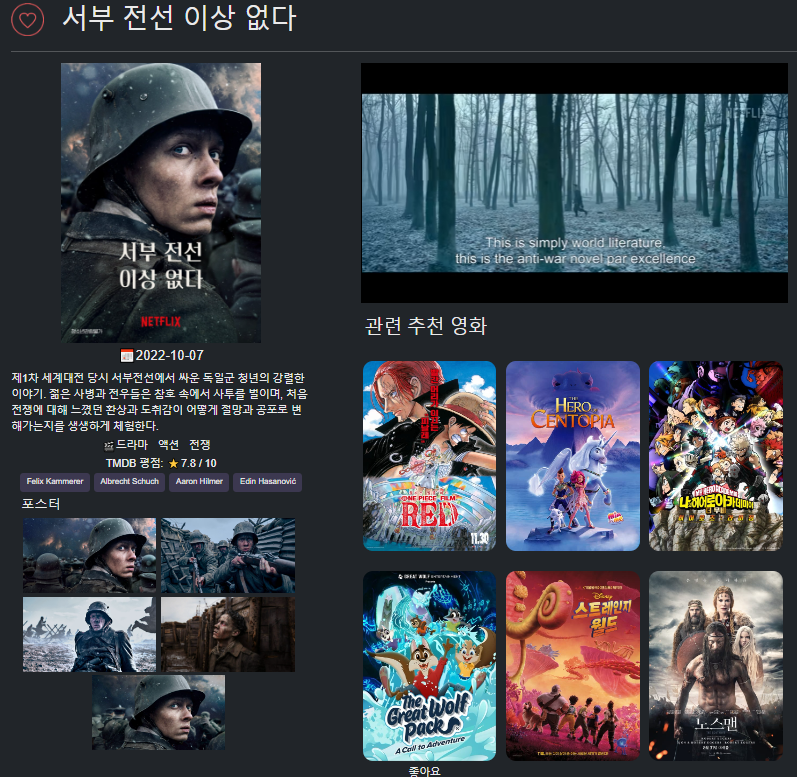 서부 전선 이상 없다
서부 전선
이상 없다
NETFLIX
2022-10-07
제1차 세계대전 당시 서부전선에서 싸운 독일군 청년의 강렬한
이야기. 젊은 사병과 전우들은 참호 속에서 사투를 벌이며, 처음
전쟁에 대해 느꼈던 환상과 도취감이 어떻게 절망과 공포로 변
해가는지를 생생하게 체험한다.
드라마 액션 전쟁
TMDB 평점: 7.8 / 10
Felix Kammerer Albrecht Schuch Aaron Hilmer Edin Hasanović
포스터
NETFLIX
This is simply world literature,
this is the anti-war novel par excellence
관련 추천 영화
ONE PIECE FILM
RED
11.30
THE
HERO
OF
CENTOPIA
나의 히어로 아카데미아
GREAT WOLF ENTERTAINMENT
The
Great Wolf
Pack
A Call to Adventure
Disney
스트레인지
월드
노스맨
좋아요